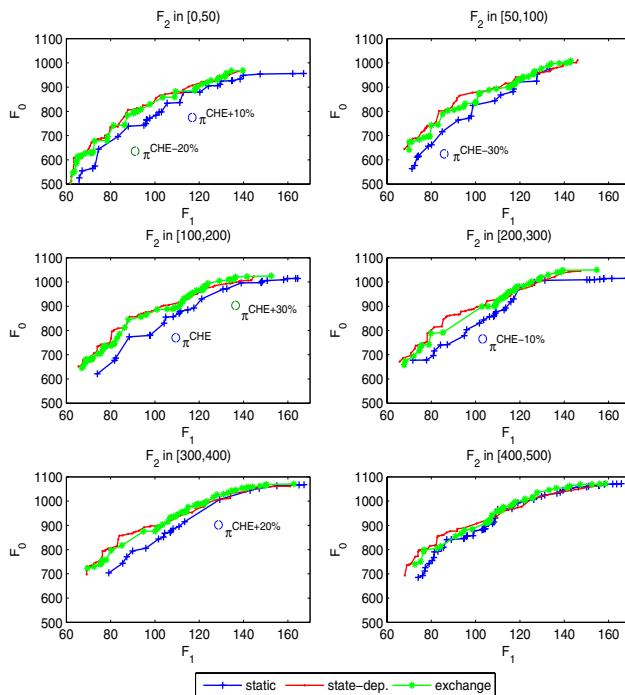 F2 in [0,50)
F2 in [50,100)
1100
1000
900
800
700
600
500
F0
πCHE+10%
πCHE−20%
60 80 100 120 140 160
F1
1100
1000
900
800
700
600
500
F0
πCHE−30%
60 80 100 120 140 160
F1
F2 in [100,200)
F2 in [200,300)
1100
1000
900
800
700
600
500
F0
πCHE+30%
πCHE
60 80 100 120 140 160
F1
1100
1000
900
800
700
600
500
F0
πCHE−10%
60 80 100 120 140 160
F1
F2 in [300,400)
F2 in [400,500)
1100
1000
900
800
700
600
500
F0
πCHE+20%
60 80 100 120 140 160
F1
1100
1000
900
800
700
600
500
F0
60 80 100 120 140 160
F1
static state−dep. exchange